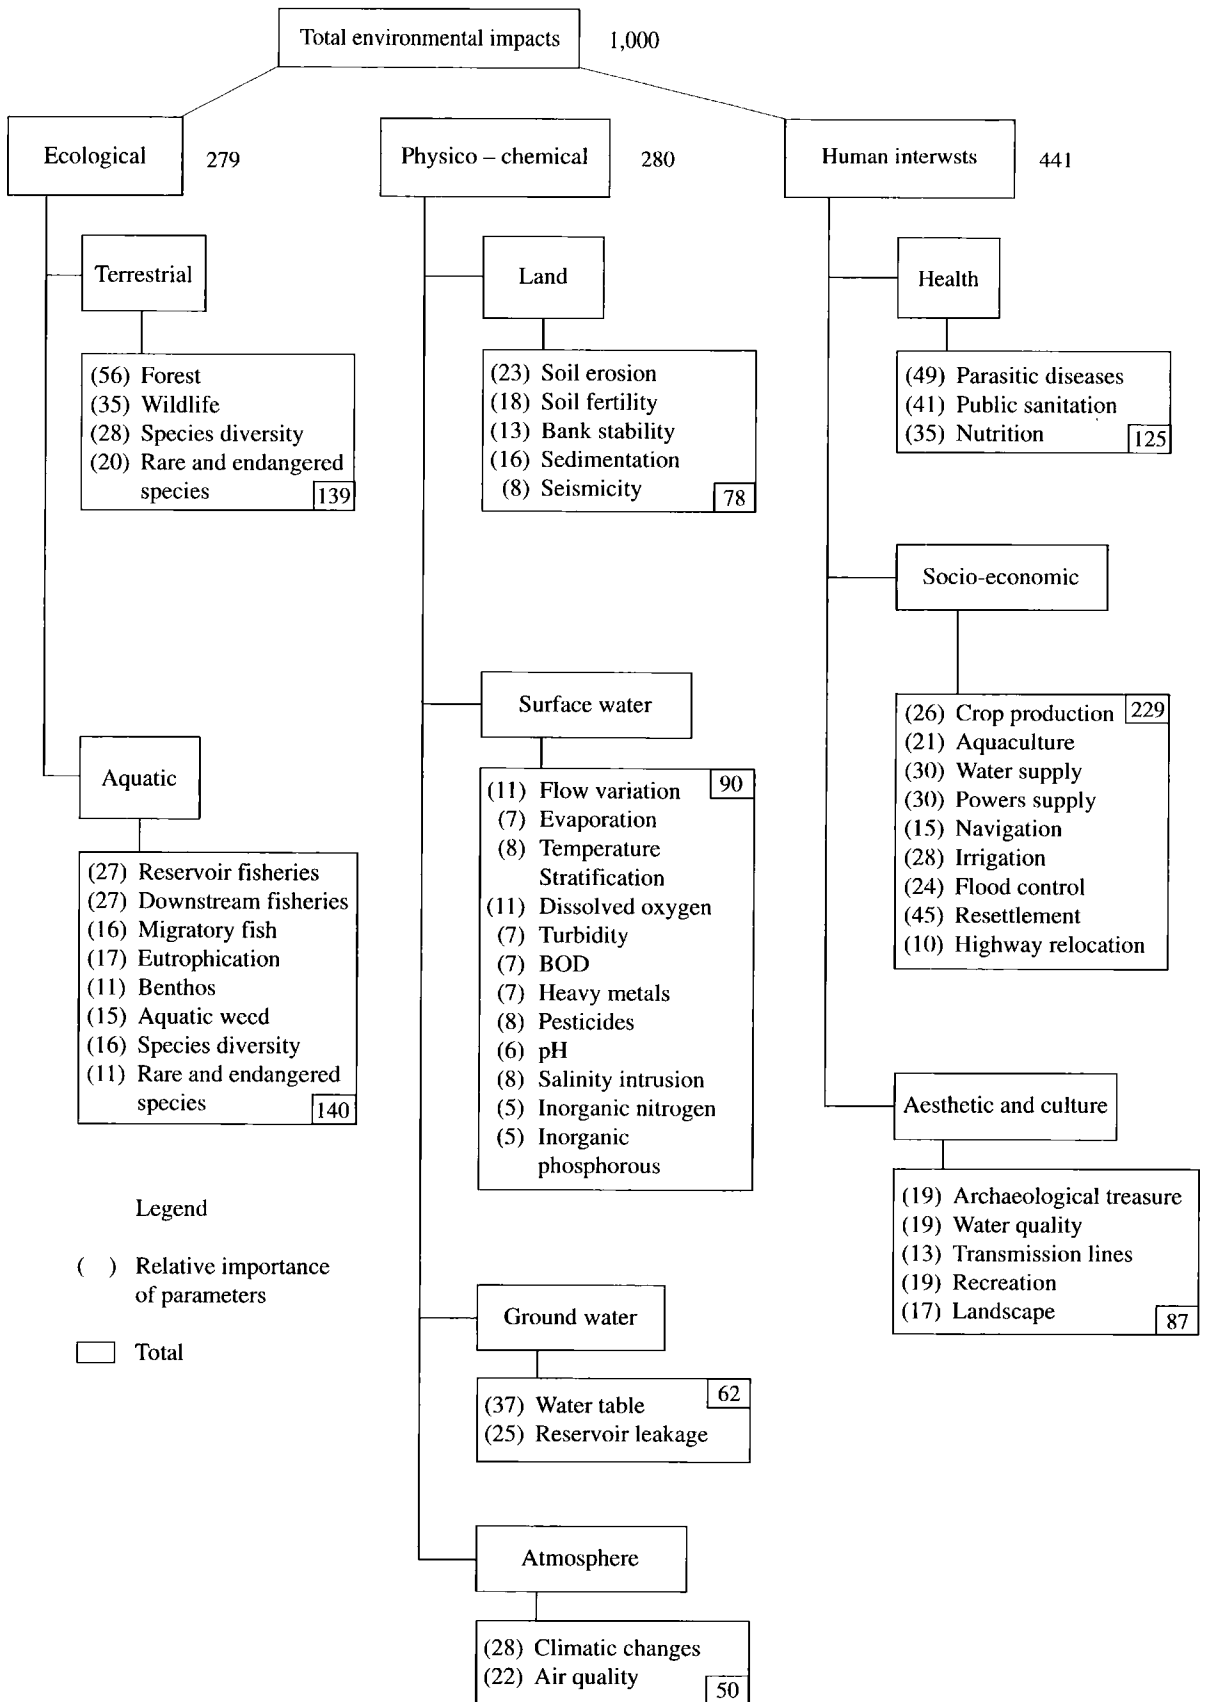 Total environmental impacts 1,000
Ecological 279
Physico – chemical 280
Human interwsts 441
Terrestrial
(56) Forest
(35) Wildlife
(28) Species diversity
(20) Rare and endangered
species 139
Aquatic
(27) Reservoir fisheries
(27) Downstream fisheries
(16) Migratory fish
(17) Eutrophication
(11) Benthos
(15) Aquatic wecd
(16) Species diversity
(11) Rare and endangered
species 140
Legend
( ) Relative importance
of parameters
Total
Land
(23) Soil erosion
(18) Soil fertility
(13) Bank stability
(16) Sedimentation
(8) Seismicity 78
Surface water
(11) Flow variation 90
(7) Evaporation
(8) Temperature
Stratification
(11) Dissolved oxygen
(7) Turbidity
(7) BOD
(7) Heavy metals
(8) Pesticides
(6) pH
(8) Salinity intrusion
(5) Inorganic nitrogen
(5) Inorganic
phosphorous
Ground water
(37) Water table 62
(25) Reservoir leakage
Atmosphere
(28) Climatic changes
(22) Air quality 50
Health
(49) Parasitic diseases
(41) Public sanitation
(35) Nutrition 125
Socio-economic
(26) Crop production 229
(21) Aquaculture
(30) Water supply
(30) Powers supply
(15) Navigation
(28) Irrigation
(24) Flood control
(45) Resettlement
(10) Highway relocation
Aesthetic and culture
(19) Archaeological treasure
(19) Water quality
(13) Transmission lines
(19) Recreation
(17) Landscape 87